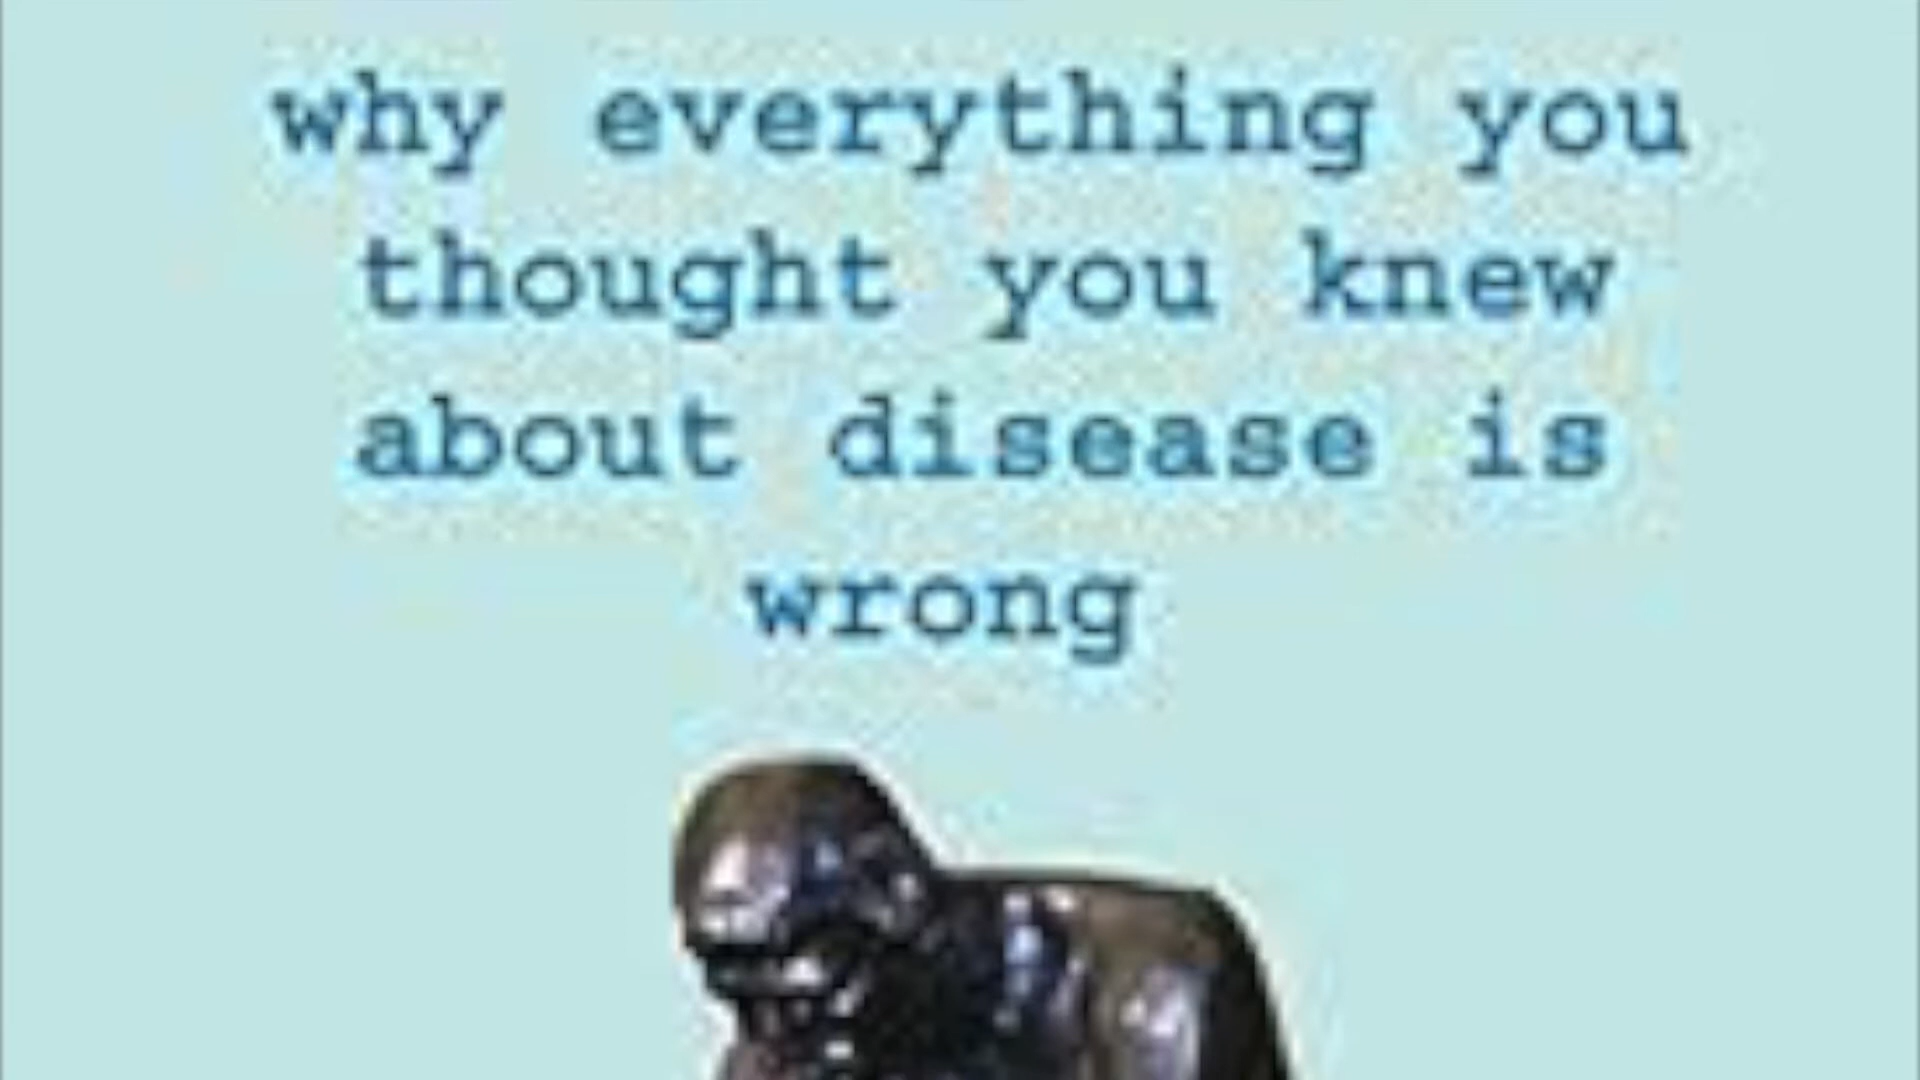 why everything you
thought you knew
about disease is
wrong